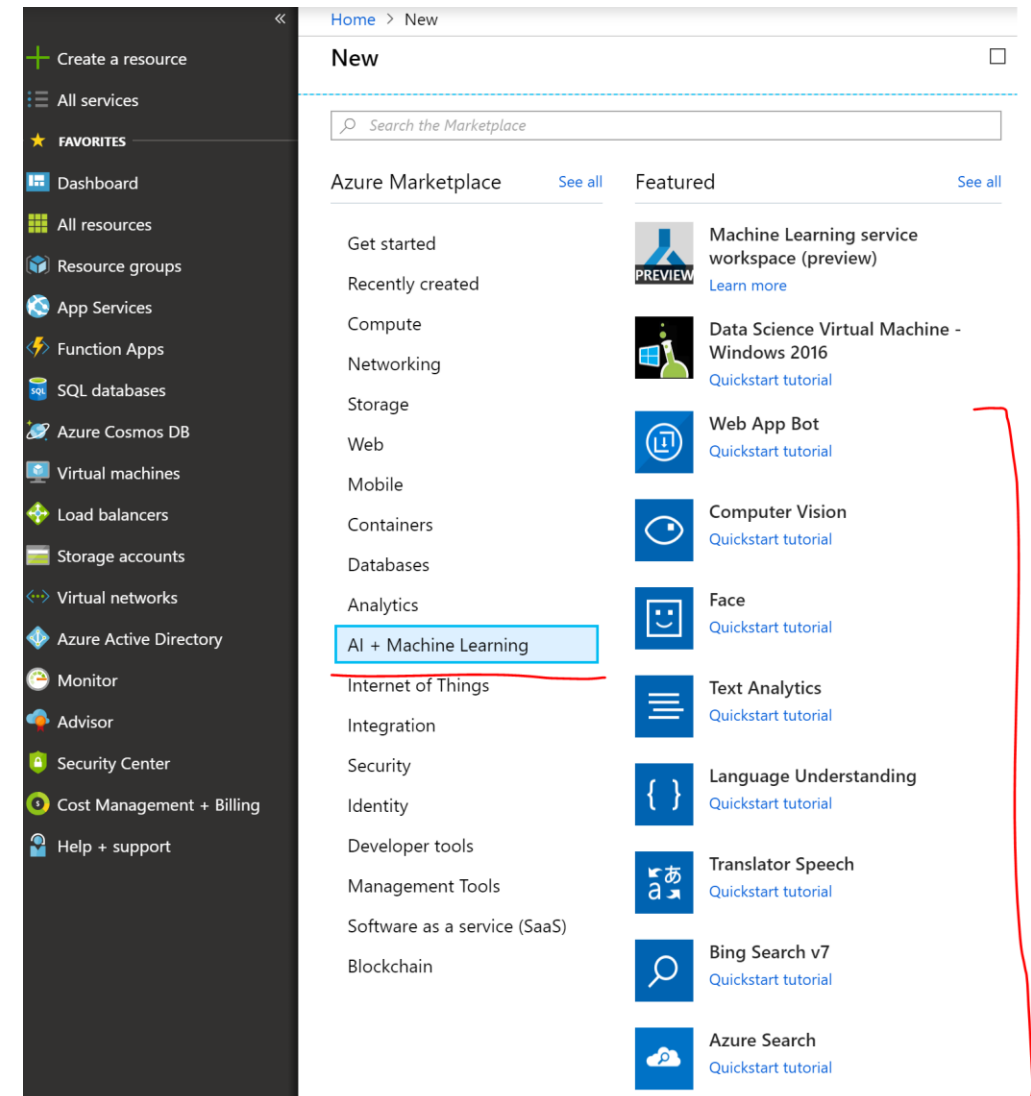 «
Create a resource
All services
FAVORITES
Dashboard
All resources
Resource groups
App Services
Function Apps
SQL
SQL databases
Azure Cosmos DB
Virtual machines
Load balancers
Storage accounts
Virtual networks
Azure Active Directory
Monitor
Advisor
Security Center
Cost Management + Billing
Help + support
Home > New
New
Search the Marketplace
Azure Marketplace
See all
Get started
Recently created
Compute
Networking
Storage
Web
Mobile
Containers
Databases
Analytics
AI + Machine Learning
Internet of Things
Integration
Security
Identity
Developer tools
Management Tools
Software as a service (SaaS)
Blockchain
Featured
See all
PREVIEW
Machine Learning service
workspace (preview)
Learn more
Data Science Virtual Machine -
Windows 2016
Quickstart tutorial
Web App Bot
Quickstart tutorial
Computer Vision
Quickstart tutorial
Face
Quickstart tutorial
Text Analytics
Quickstart tutorial
{ }
Language Understanding
Quickstart tutorial
あ
a
Translator Speech
Quickstart tutorial
Bing Search v7
Quickstart tutorial
Azure Search
Quickstart tutorial